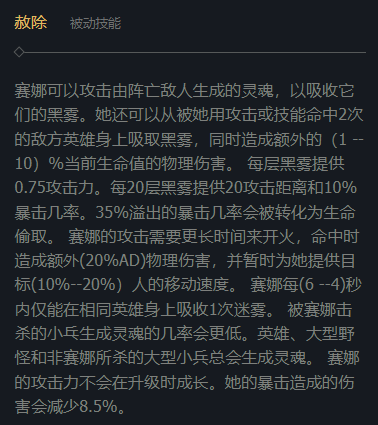 赦除 被动技能
赛娜可以攻击由阵亡敌人生成的灵魂，以吸收它
们的黑雾。她还可以从被她用攻击或技能命中2次
的敌方英雄身上吸取黑雾，同时造成额外的（1 --
10）%当前生命值的物理伤害。 每层黑雾提供
0.75攻击力。每20层黑雾提供20攻击距离和10%
暴击几率。35%溢出的暴击几率会被转化为生命
偷取。 赛娜的攻击需要更长时间来开火，命中时
造成额外(20%AD)物理伤害，并暂时为她提供目
标(10%--20%）人的移动速度。 赛娜每(6 --4)秒
内仅能在相同英雄身上吸收1次迷雾。 被赛娜击
杀的小兵生成灵魂的几率会更低。英雄、大型野
怪和非赛娜所杀的大型小兵总会生成灵魂。 赛娜
的攻击力不会在升级时成长。她的暴击造成的伤
害会减少8.5%。